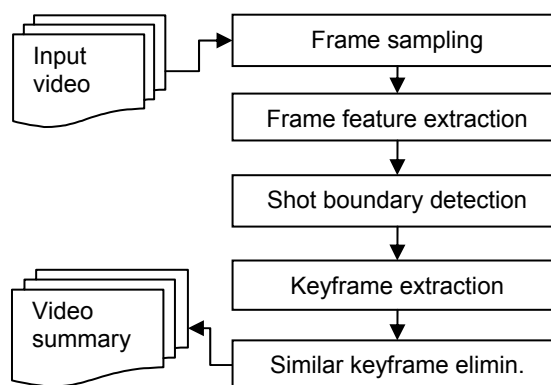 Input
video
Frame sampling
Frame feature extraction
Shot boundary detection
Keyframe extraction
Similar keyframe elimin.
Video
summary